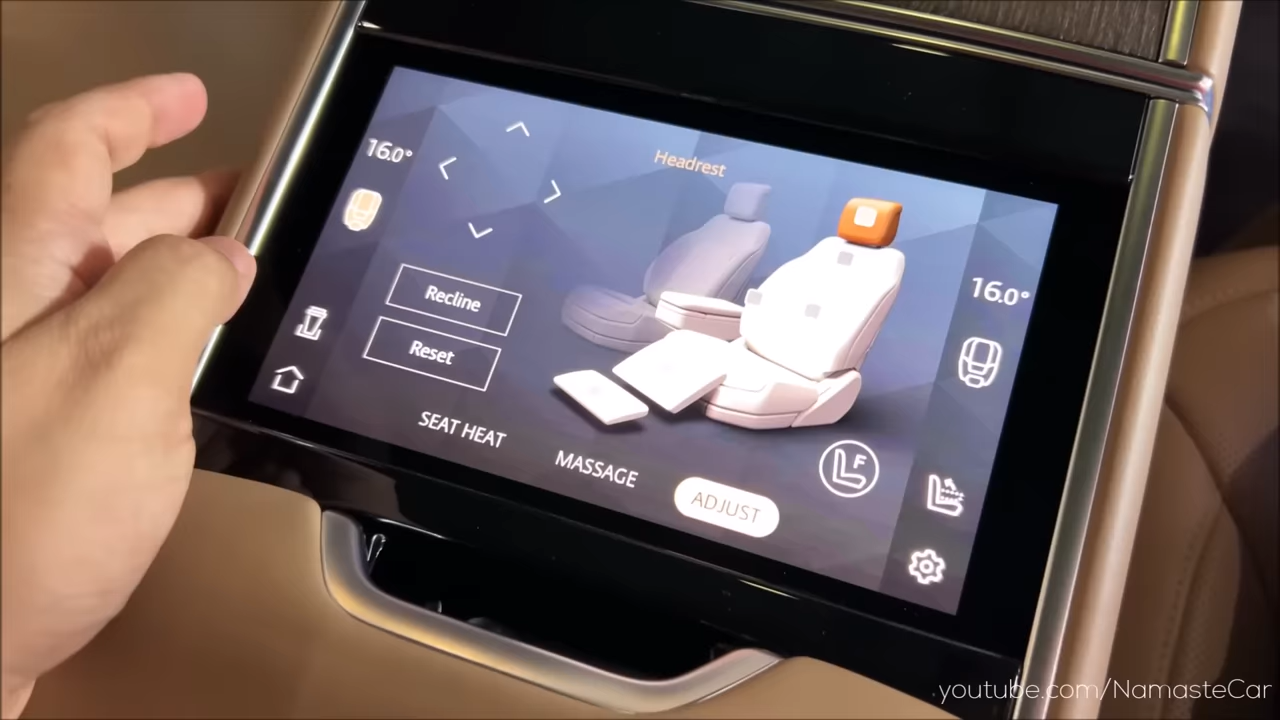 Headrest
16.0°
16.0°
Recline
Reset
SEAT HEAT
MASSAGE
ADJUST
F
youtube.com/NamasteCar